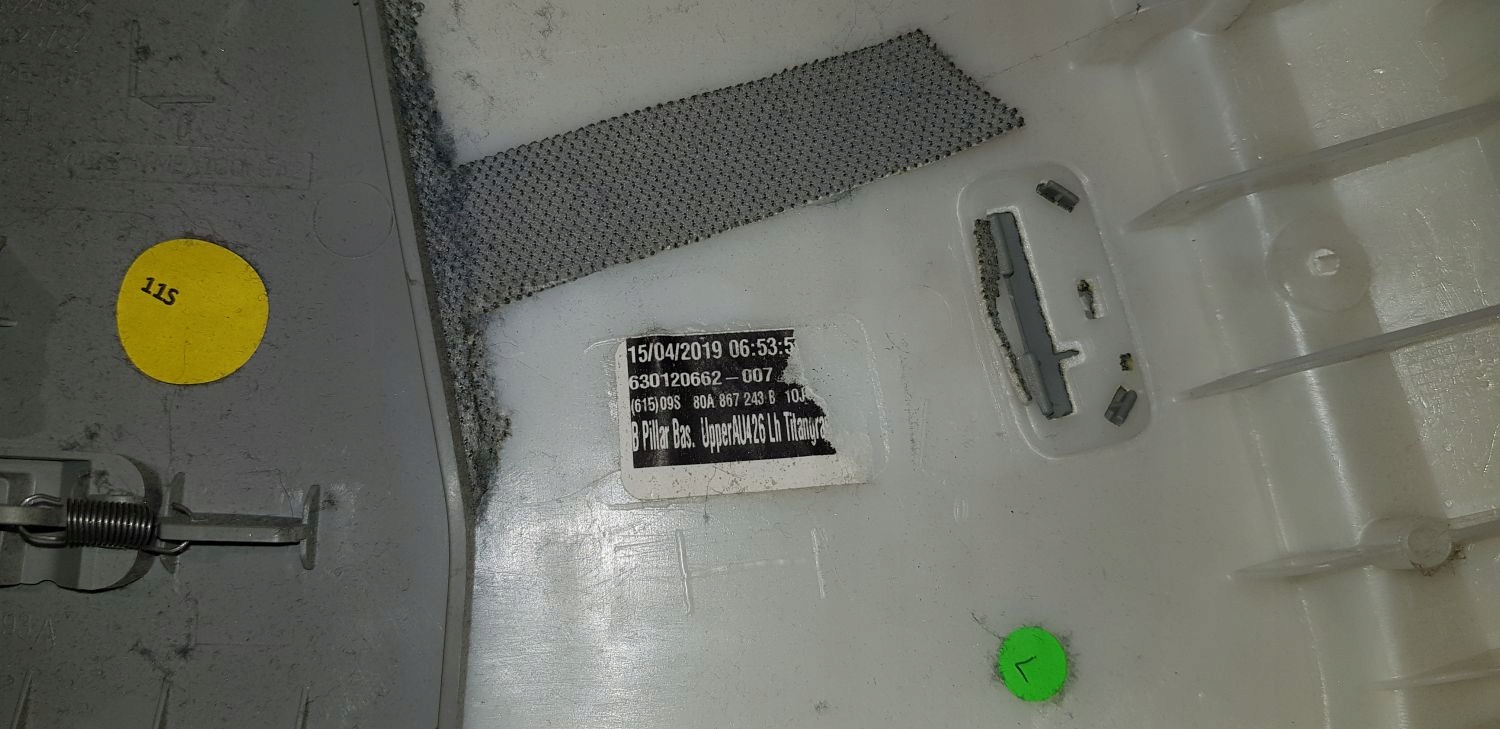 11S
15/04/2019 06:53:5
630120662-007
(615)09S 80A 867 243 B 10J
B Pillar Bas. UpperAU426 Lh Titangra